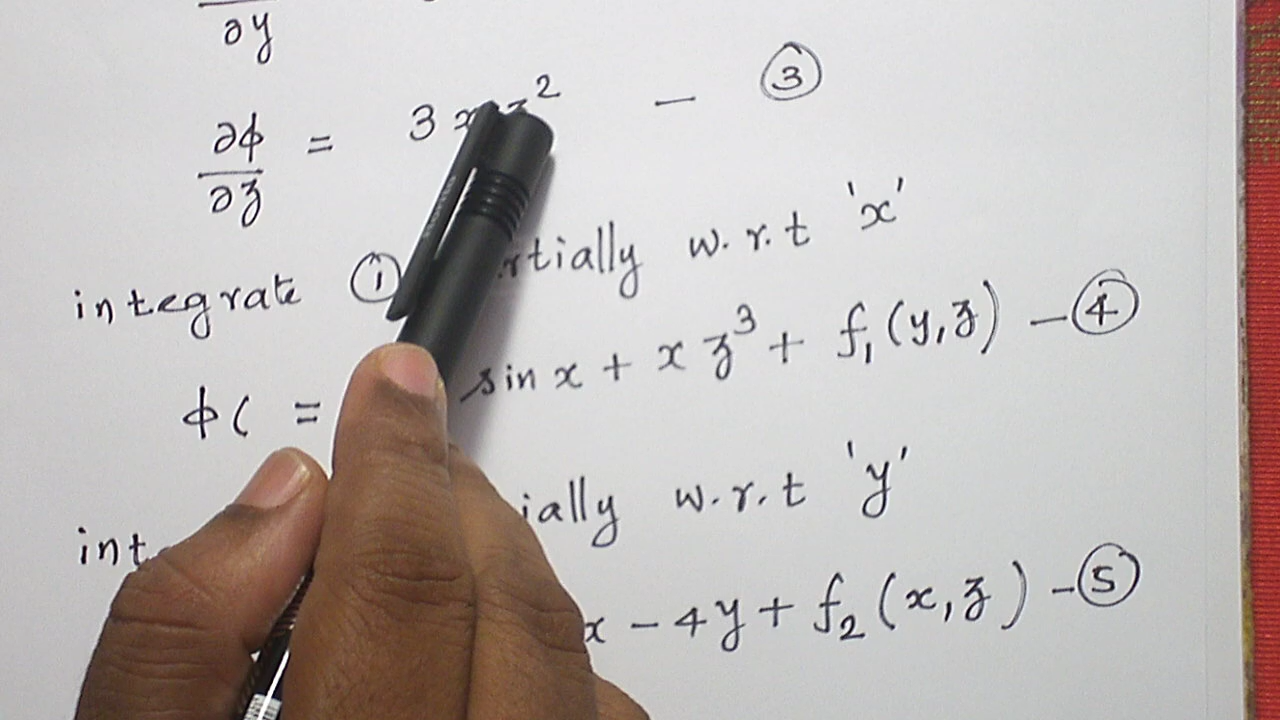 ∂y
∂φ/∂z = 3x z² — ③
integrate ① rtially w.r.t 'x'
φ( = sin x + x z³ + f₁(y,z) — ④
int ially w.r.t 'y'
x - 4y + f₂(x,z) — ⑤